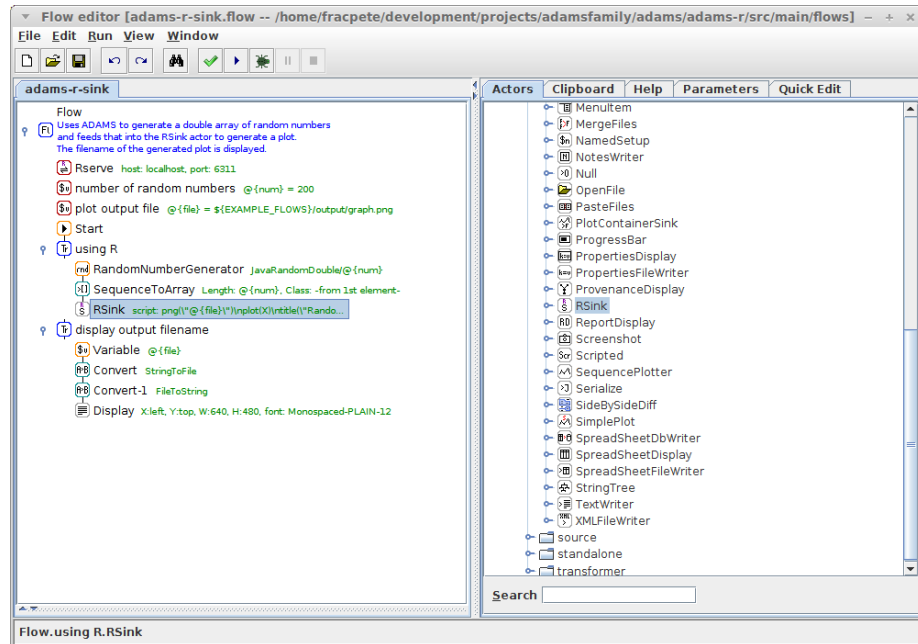 Flow editor [adams-r-sink.flow -- /home/fracpete/development/projects/adamsfamily/adams/adams-r/src/main/flows]
File Edit Run View Window
adams-r-sink
Flow
Uses ADAMS to generate a double array of random numbers
and feeds that into the RSink actor to generate a plot.
The filename of the generated plot is displayed.
Rserve host: localhost, port: 6311
number of random numbers @{num} = 200
plot output file @{file} = ${EXAMPLE_FLOWS}/output/graph.png
Start
using R
RandomNumberGenerator JavaRandomDouble/@{num}
SequenceToArray Length: @{num}, Class: -from 1st element-
RSink script: png(\"@{file}\")\nplot(X)\ntitle(\"Rando...
display output filename
Variable @{file}
Convert StringToFile
Convert-1 FileToString
Display X:left, Y:top, W:640, H:480, font: Monospaced-PLAIN-12
Actors Clipboard Help Parameters Quick Edit
MenuItem
MergeFiles
NamedSetup
NotesWriter
Null
OpenFile
PasteFiles
PlotContainerSink
ProgressBar
PropertiesDisplay
PropertiesFileWriter
ProvenanceDisplay
RSink
ReportDisplay
Screenshot
Scripted
SequencePlotter
Serialize
SideBySideDiff
SimplePlot
SpreadSheetDbWriter
SpreadSheetDisplay
SpreadSheetFileWriter
StringTree
TextWriter
XMLFileWriter
source
standalone
transformer
Search
Flow.using R.RSink